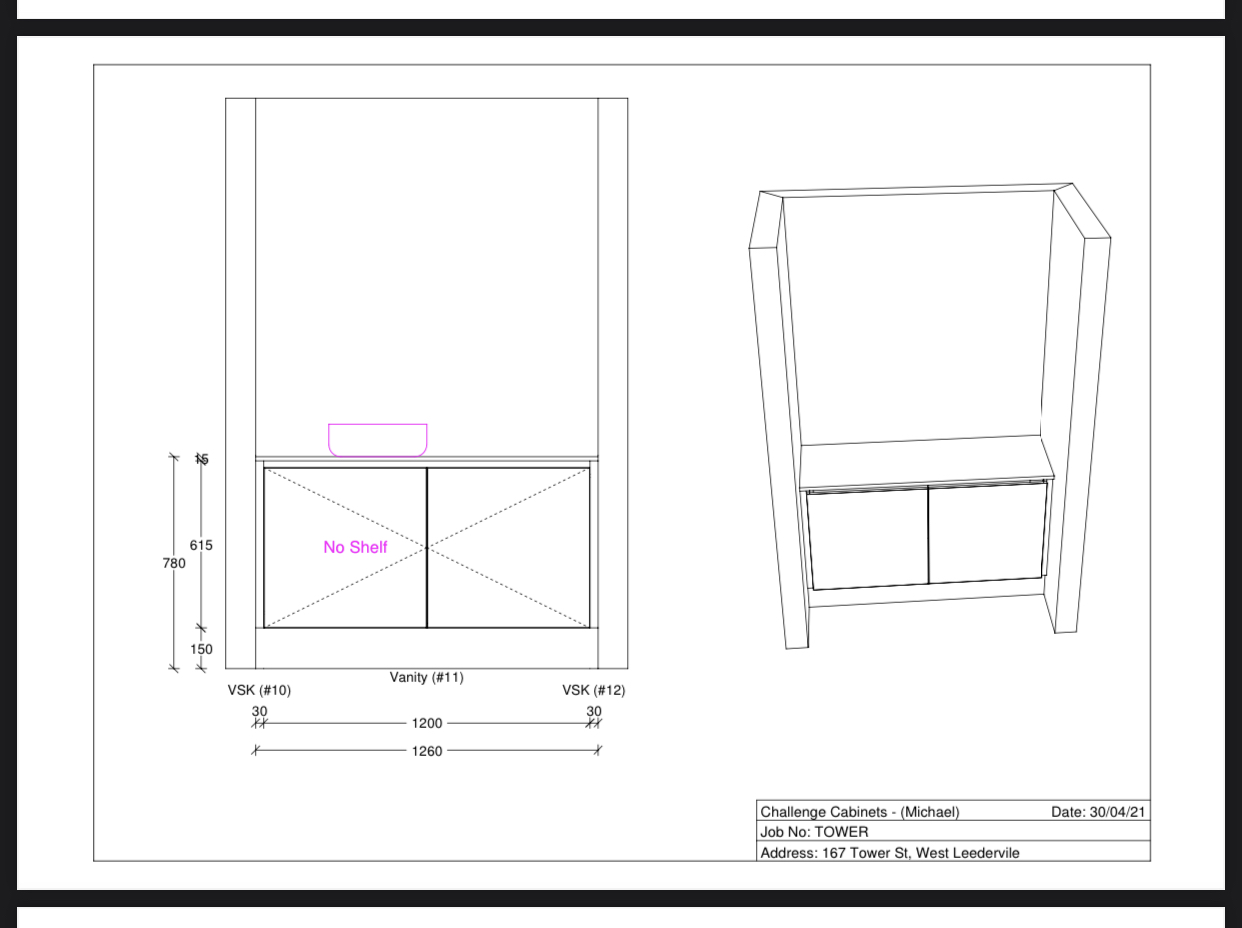 15
No Shelf
615
780
150
Vanity (#11)
VSK (#10) VSK (#12)
30 30
1200
1260
Challenge Cabinets - (Michael) Date: 30/04/21
Job No: TOWER
Address: 167 Tower St, West Leedervile